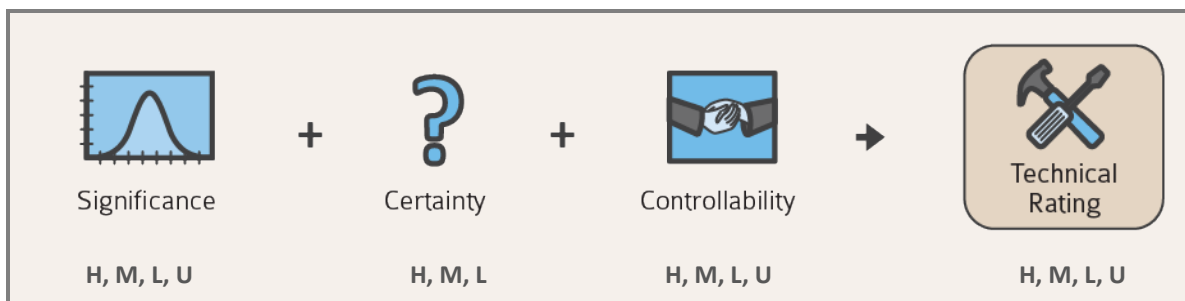 + ? + →
Significance
Certainty
Controllability
Technical
Rating
H, M, L, U
H, M, L
H, M, L, U
H, M, L, U